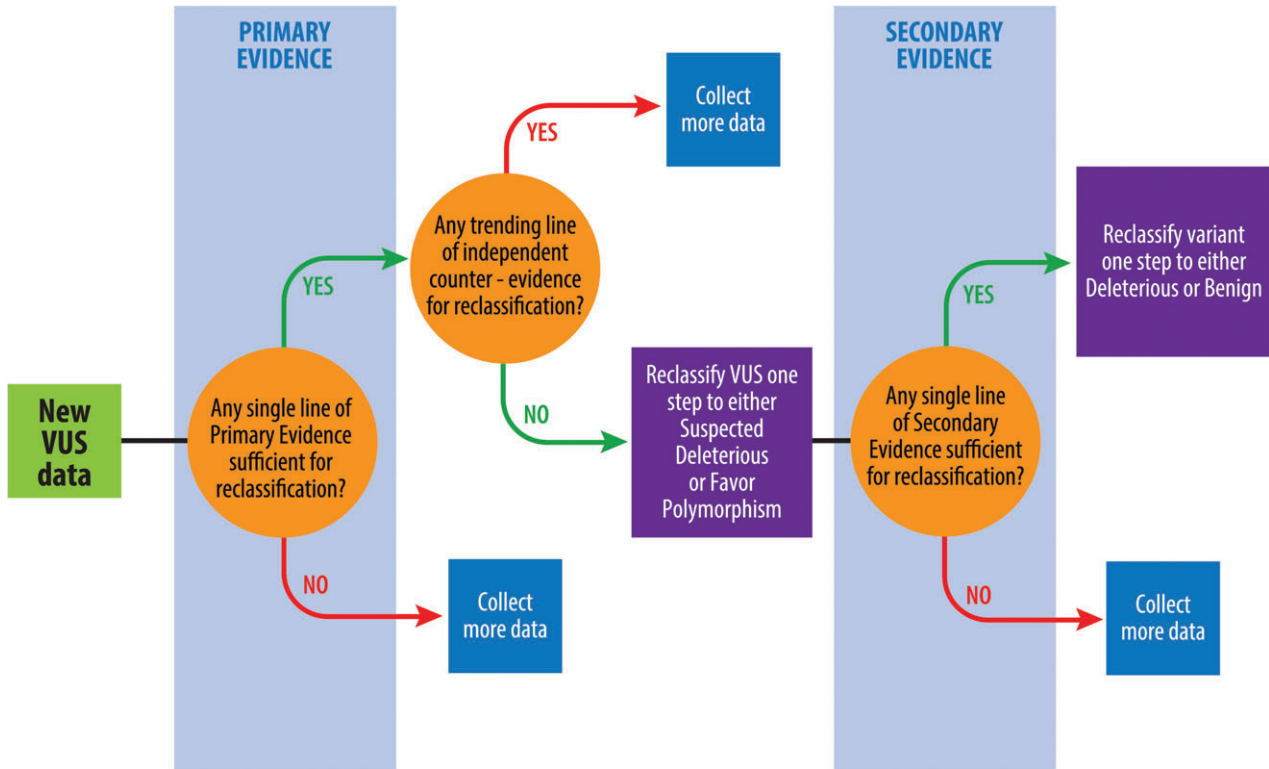 PRIMARY
EVIDENCE
SECONDARY
EVIDENCE
Collect
more data
YES
Any trending line
of independent
counter - evidence
for reclassification?
Reclassify variant
one step to either
Deleterious or Benign
YES
YES
New
VUS
data
Any single line of
Primary Evidence
sufficient for
reclassification?
NO
Reclassify VUS one
step to either
Suspected
Deleterious
or Favor
Polymorphism
Any single line
of Secondary
Evidence sufficient
for reclassification?
NO
Collect
more data
NO
Collect
more data